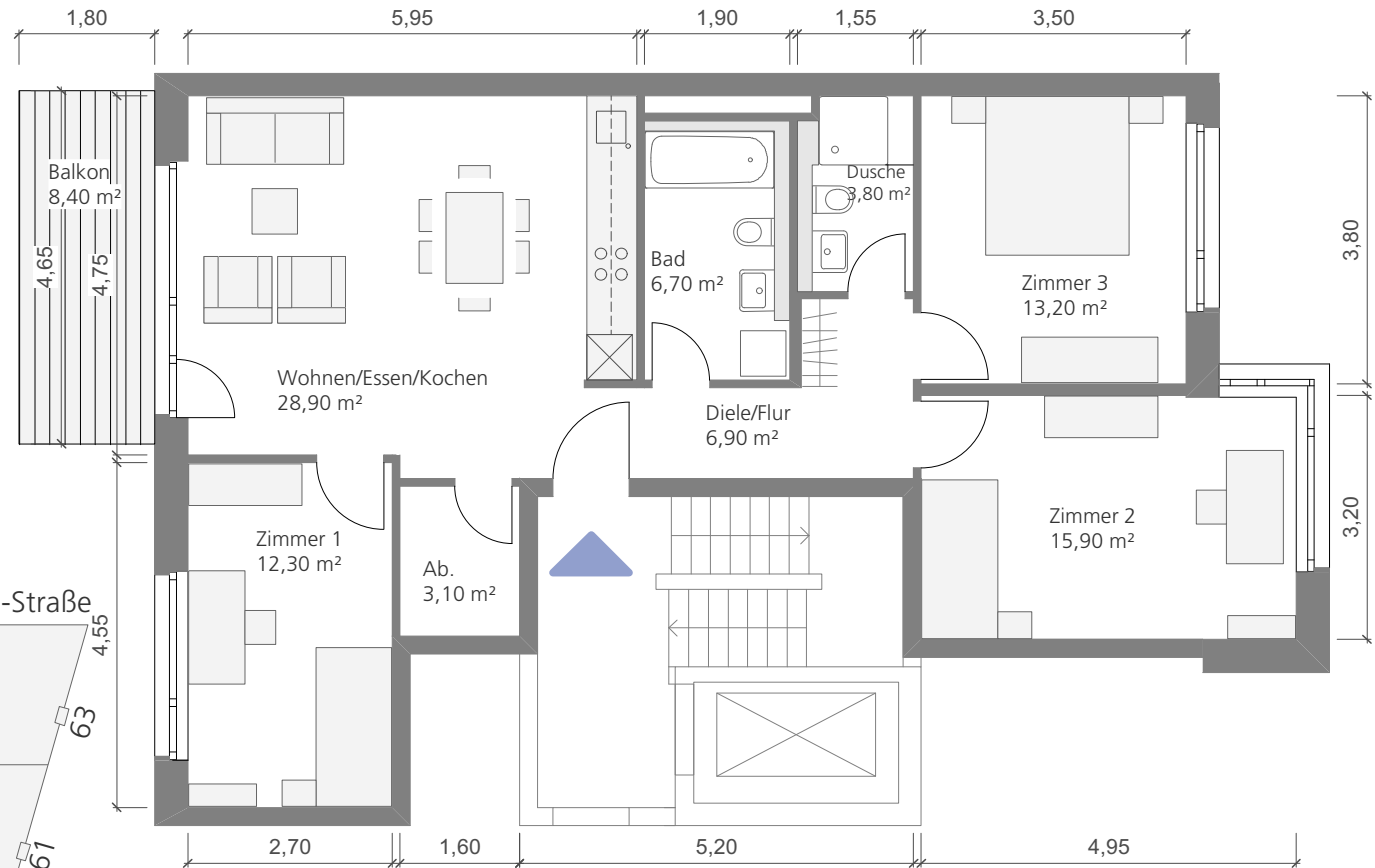 1,80
5,95
1,90
1,55
3,50
Balkon
8,40 m²
4,65
4,75
Wohnen/Essen/Kochen
28,90 m²
Bad
6,70 m²
Dusche
3,80 m²
Zimmer 3
13,20 m²
3,80
Diele/Flur
6,90 m²
Zimmer 1
12,30 m²
Ab.
3,10 m²
Zimmer 2
15,90 m²
3,20
-Straße
4,55
63
61
2,70
1,60
5,20
4,95